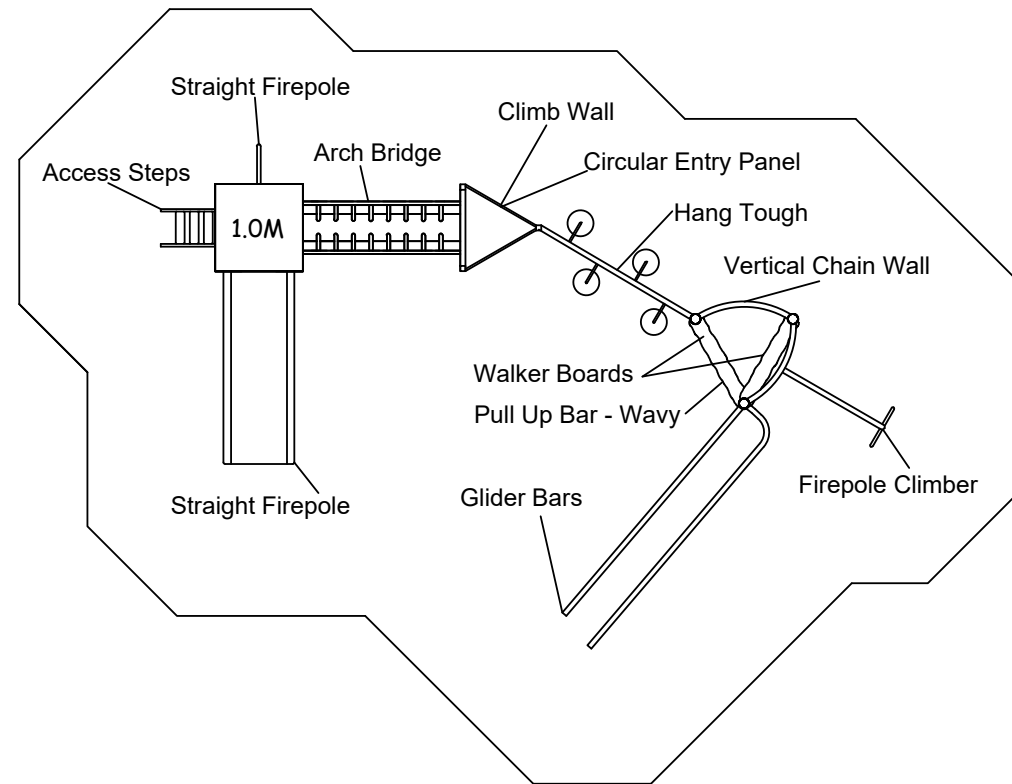 Straight Firepole
Climb Wall
Arch Bridge
Circular Entry Panel
Access Steps
Hang Tough
1.0M
Vertical Chain Wall
Walker Boards
Pull Up Bar - Wavy
Glider Bars
Firepole Climber
Straight Firepole